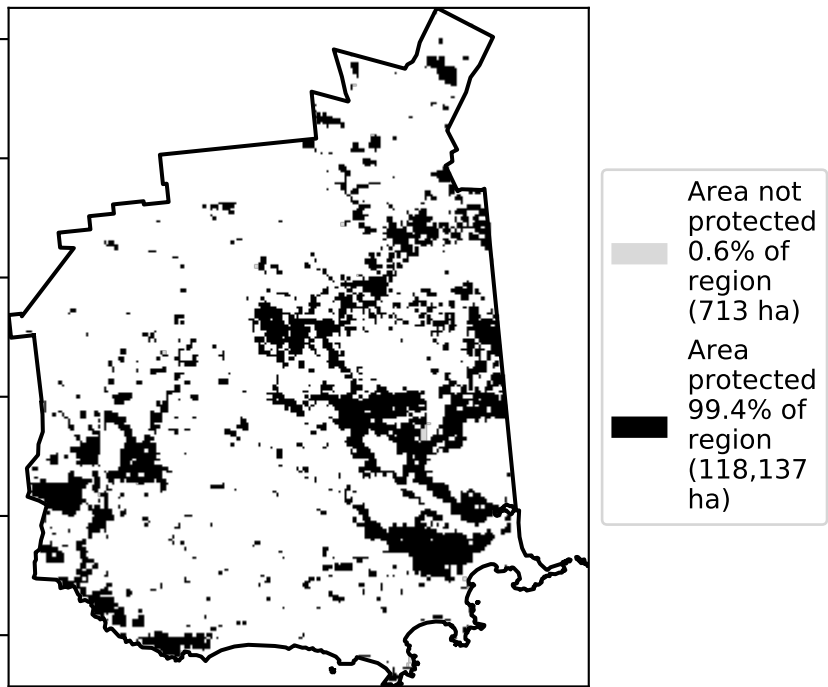 Area not
protected
0.6% of
region
(713 ha)
Area
protected
99.4% of
region
(118,137
ha)